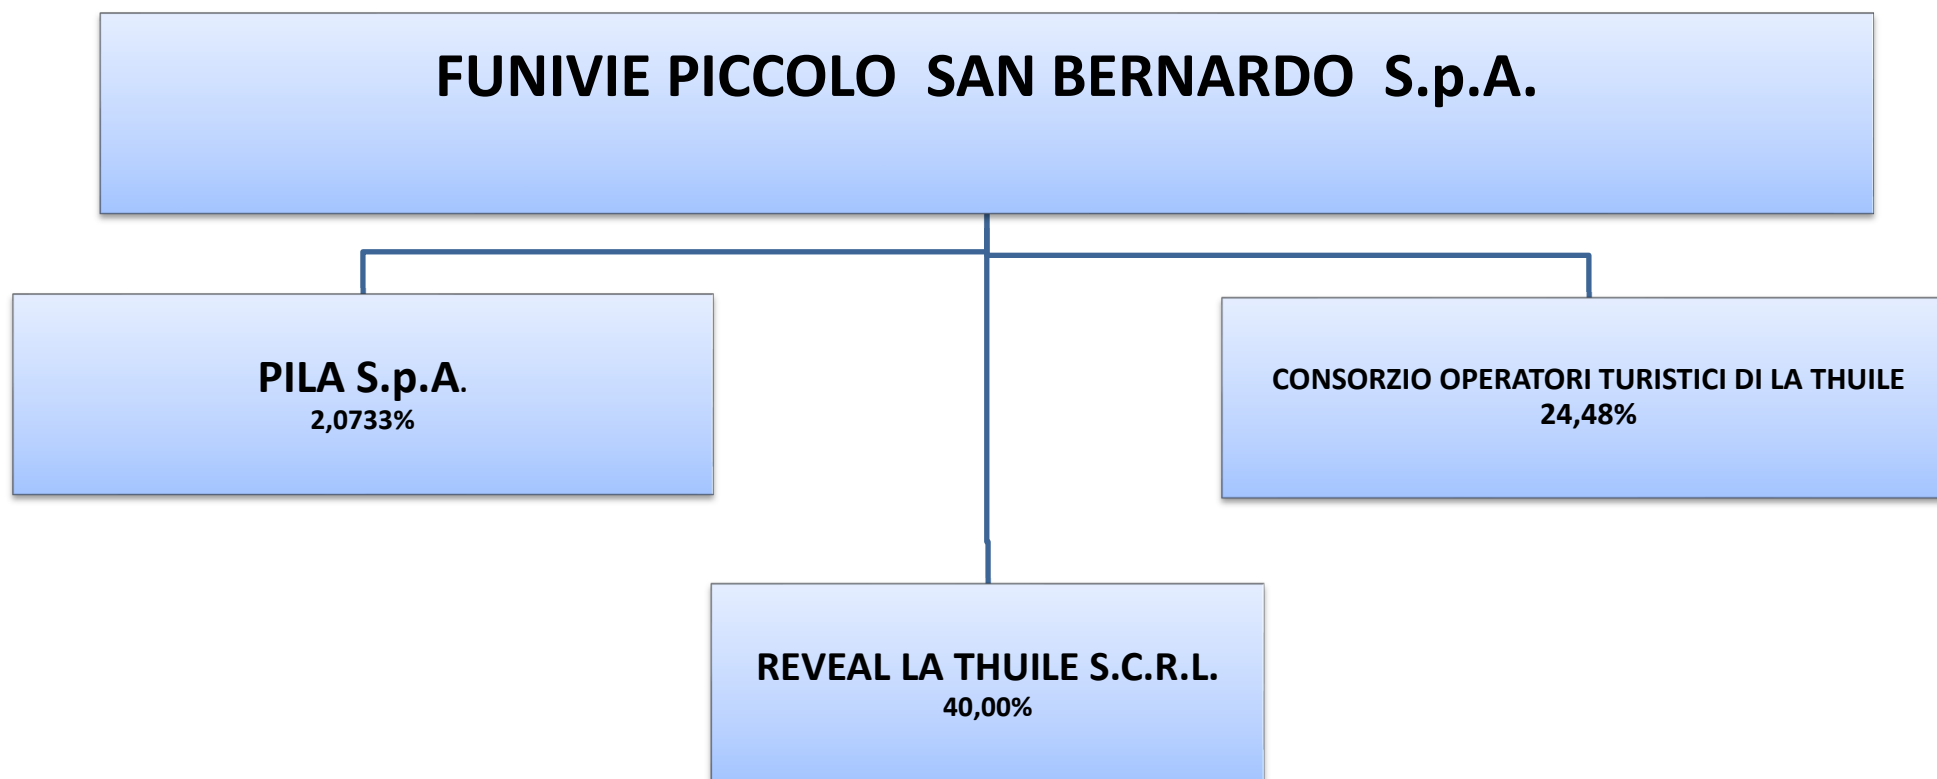 FUNIVIE PICCOLO SAN BERNARDO S.p.A.
PILA S.p.A.
2,0733%
CONSORZIO OPERATORI TURISTICI DI LA THUILE
24,48%
REVEAL LA THUILE S.C.R.L.
40,00%